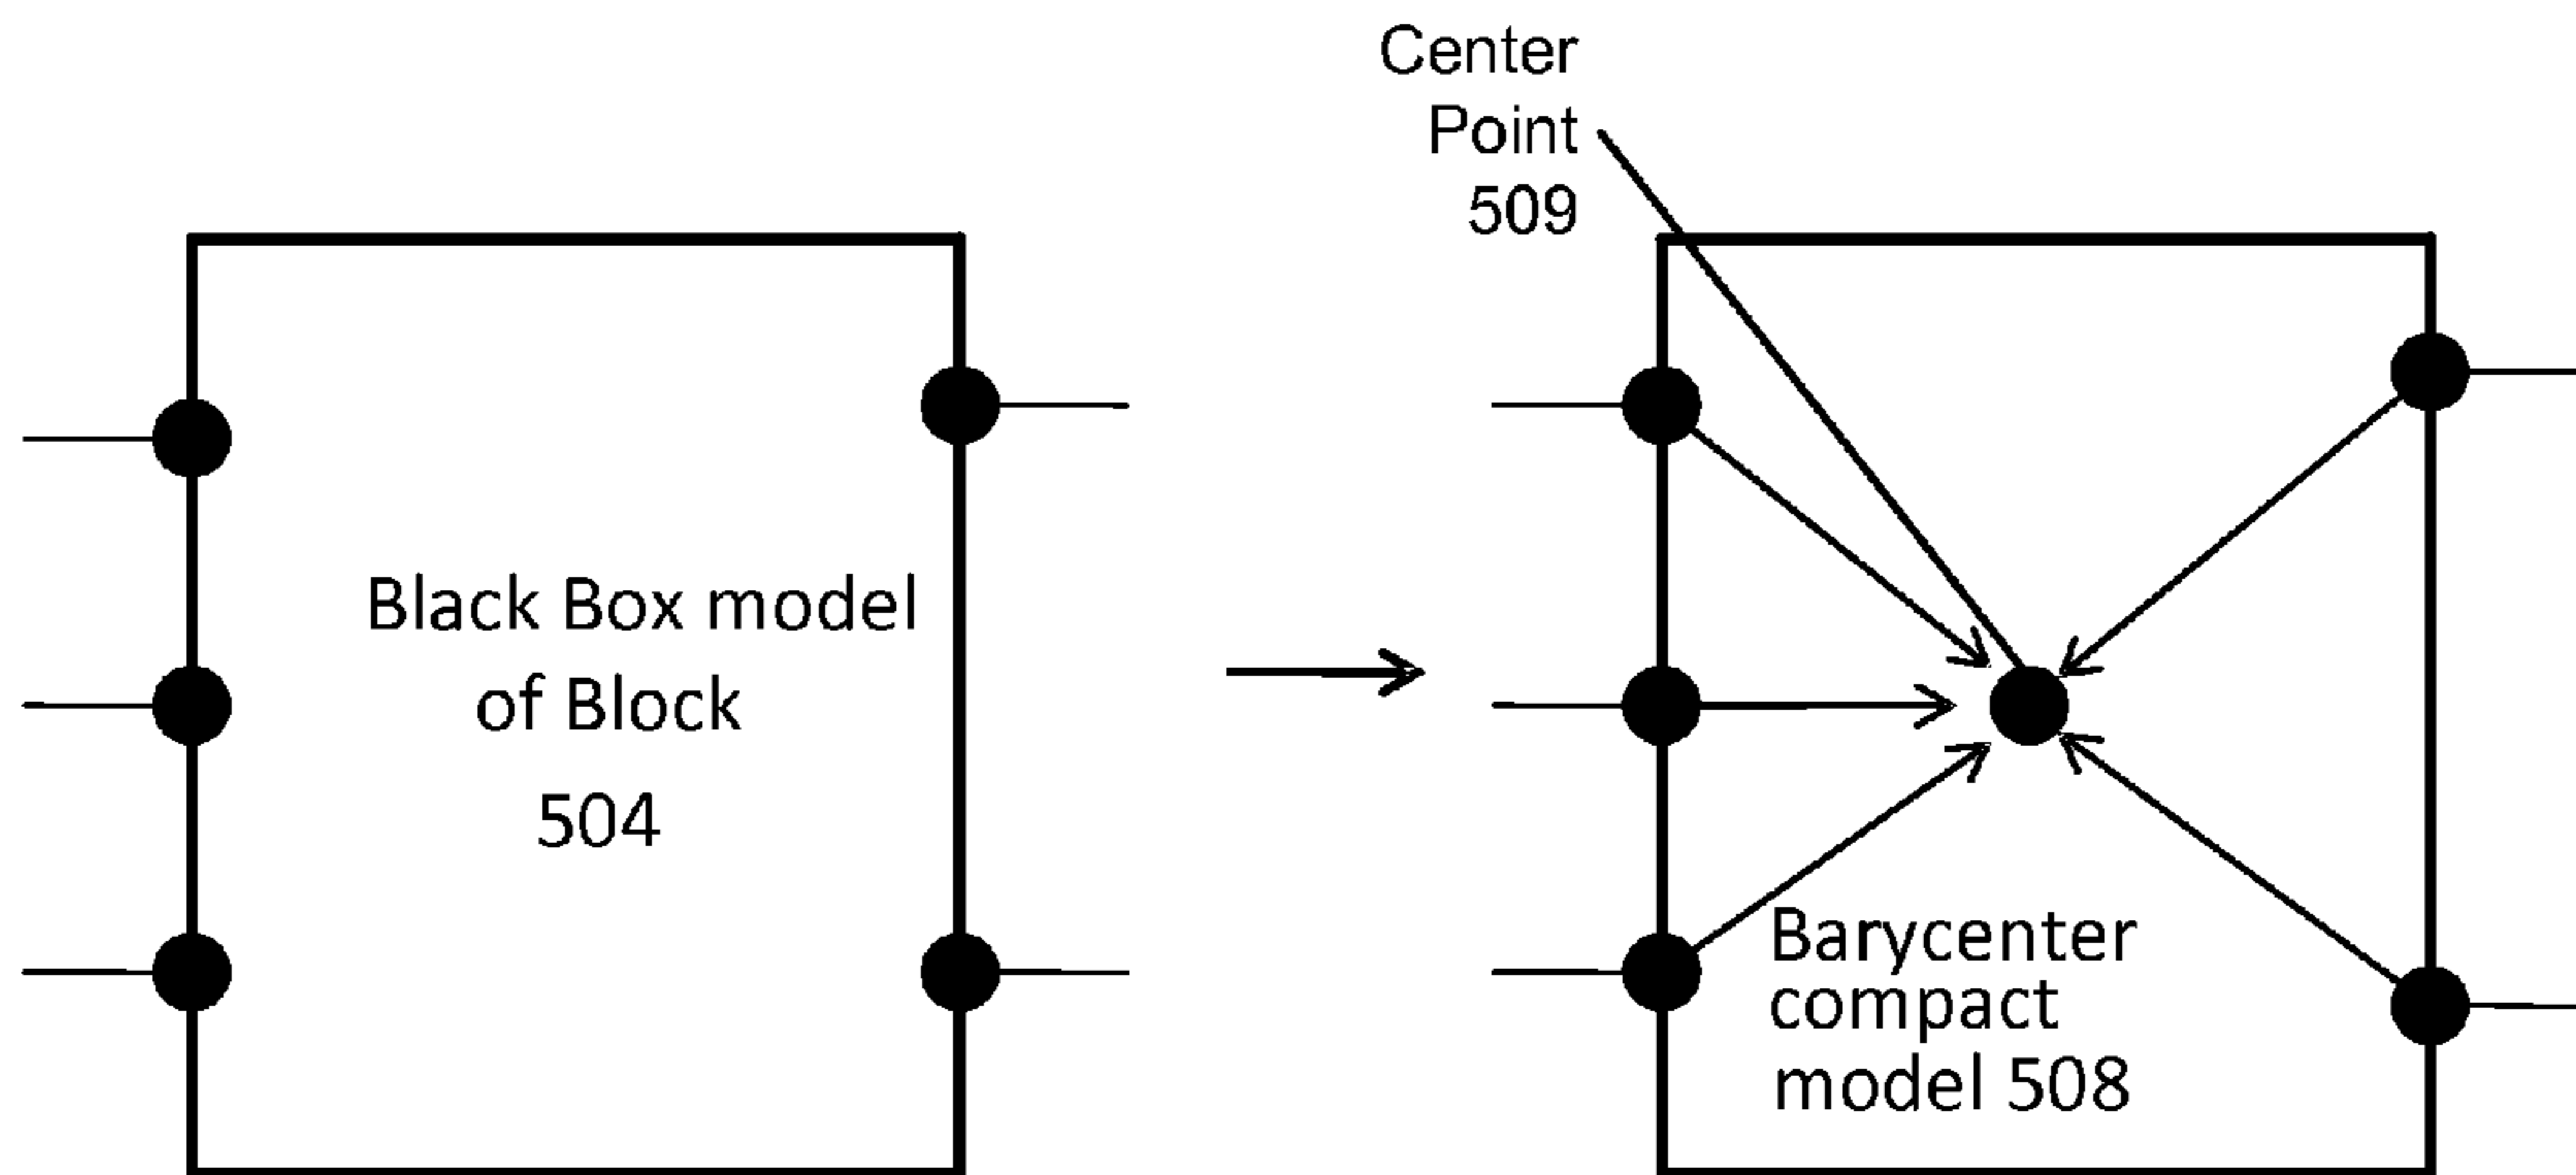 Black Box model
of Block
504
Center
Point
509
Barycenter
compact
model 508